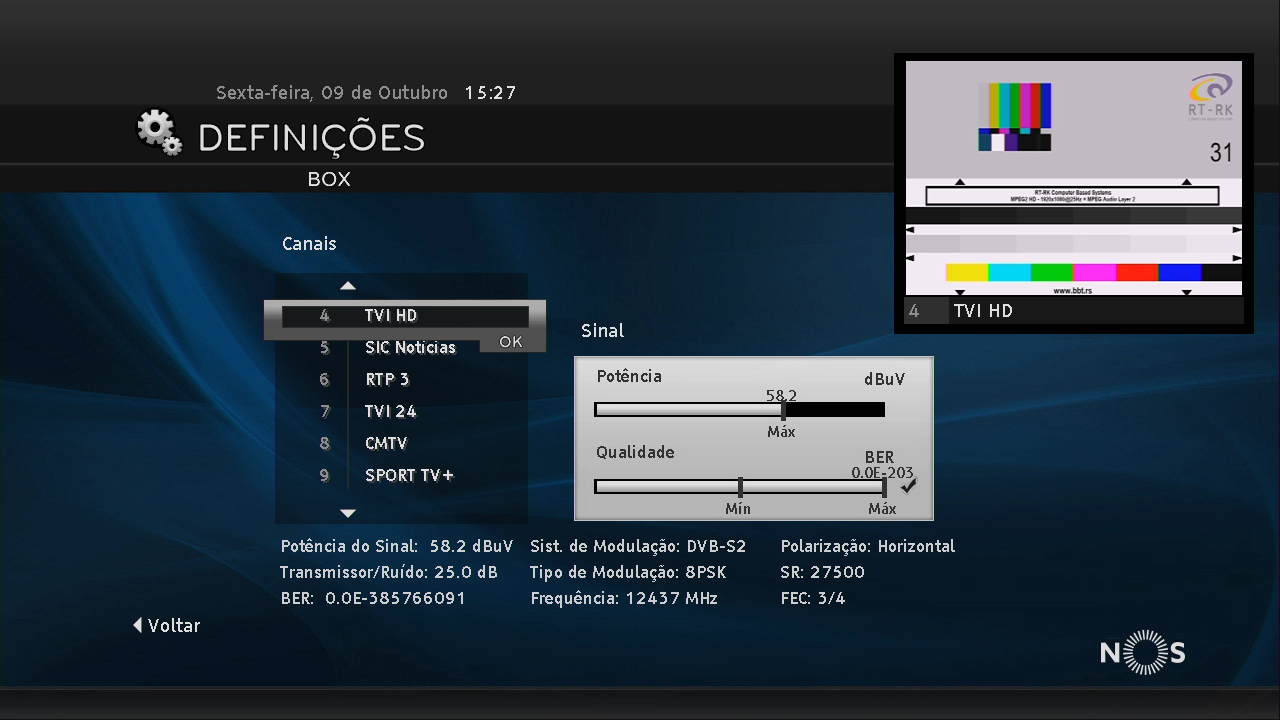 Sexta-feira, 09 de Outubro 15:27
DEFINIÇÕES
BOX
RT-RK
31
RT-RK Computer Based Systems
MPEG2 HD - 1920x1080@25Hz + MPEG Audio Layer 2
www.bbt.rs
4 TVI HD
Canais
4 TVI HD
OK
5 SIC Notícias
6 RTP 3
7 TVI 24
8 CMTV
9 SPORT TV+
Sinal
Potência dBuV
58.2
Máx
Qualidade BER
0.0E-203
Mín Máx
Potência do Sinal: 58.2 dBuV Sist. de Modulação: DVB-S2 Polarização: Horizontal
Transmissor/Ruído: 25.0 dB Tipo de Modulação: 8PSK SR: 27500
BER: 0.0E-385766091 Frequência: 12437 MHz FEC: 3/4
Voltar
NOS